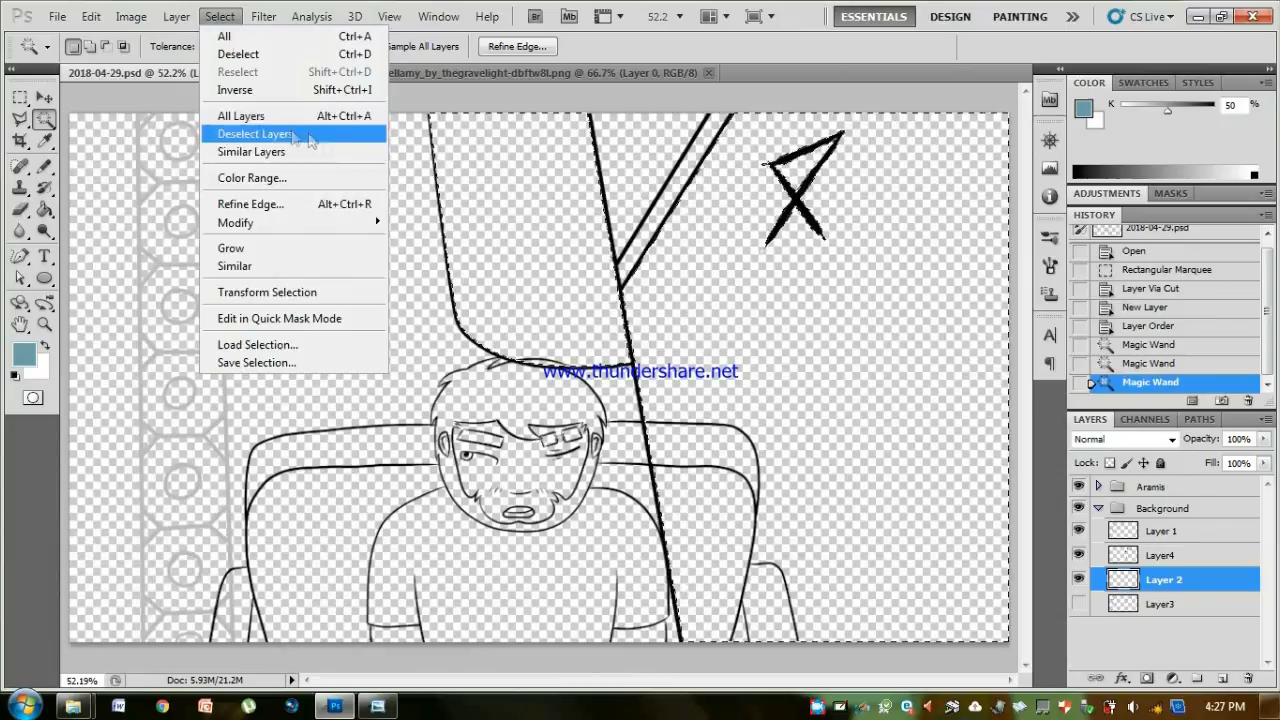 Ps File Edit Image Layer Select Filter Analysis 3D View Window Help Br Mb 52.2 ESSENTIALS DESIGN PAINTING CS Live
Tolerance: Sample All Layers Refine Edge...
2018-04-29.psd @ 52.2% ellamy_by_thegravelight-dbftw8l.png @ 66.7% (Layer 0, RGB/8)
All Ctrl+A
Deselect Ctrl+D
Reselect Shift+Ctrl+D
Inverse Shift+Ctrl+I
All Layers Alt+Ctrl+A
Deselect Layers
Similar Layers
Color Range...
Refine Edge... Alt+Ctrl+R
Modify
Grow
Similar
Transform Selection
Edit in Quick Mask Mode
Load Selection...
Save Selection...
www.thundershare.net
COLOR SWATCHES STYLES
K 50 %
ADJUSTMENTS MASKS
HISTORY
2018-04-29.psd
Open
Rectangular Marquee
Layer Via Cut
New Layer
Layer Order
Magic Wand
Magic Wand
Magic Wand
LAYERS CHANNELS PATHS
Normal Opacity: 100%
Lock: Fill: 100%
Aramis
Background
Layer 1
Layer4
Layer 2
Layer3
52.19% Doc: 5.93M/21.2M
4:27 PM